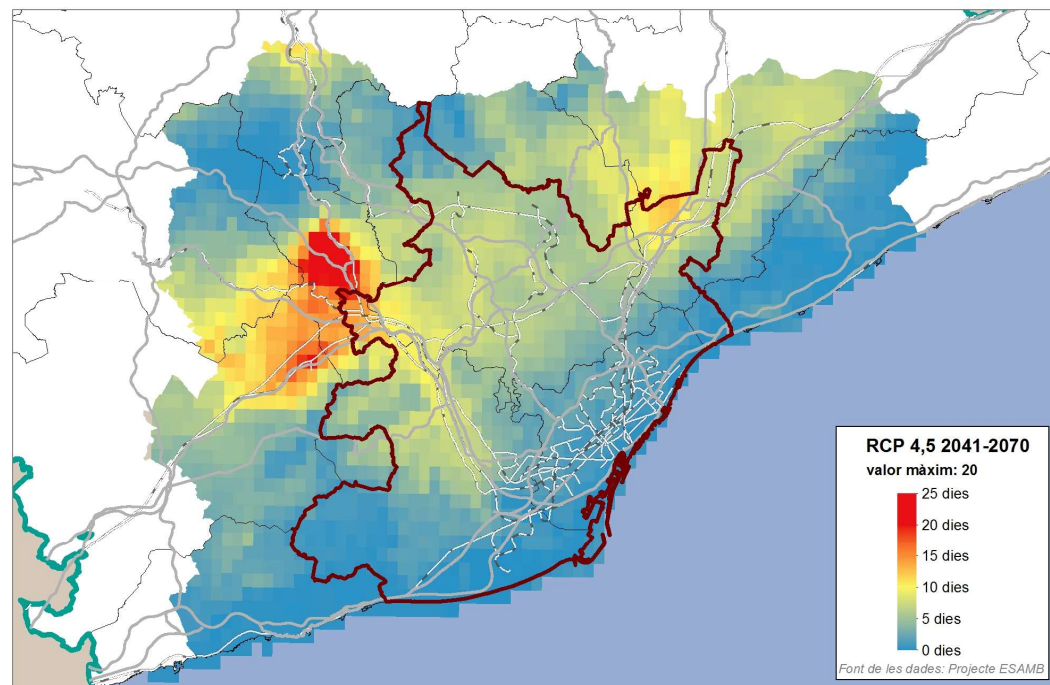 RCP 4,5 2041-2070
valor màxim: 20
25 dies
20 dies
15 dies
10 dies
5 dies
0 dies
Font de les dades: Projecte ESAMB